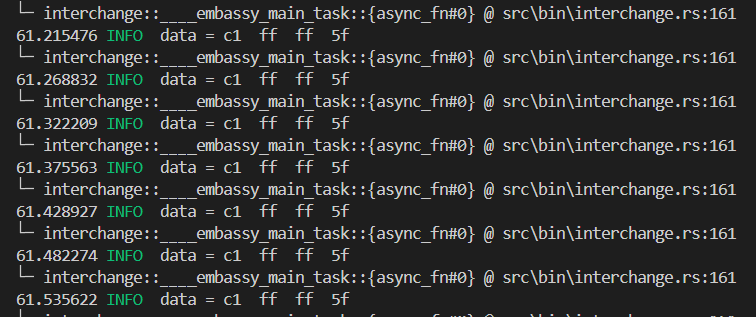 └─ interchange::____embassy_main_task::{async_fn#0} @ src\bin\interchange.rs:161
61.215476 INFO  data = c1  ff  ff  5f
└─ interchange::____embassy_main_task::{async_fn#0} @ src\bin\interchange.rs:161
61.268832 INFO  data = c1  ff  ff  5f
└─ interchange::____embassy_main_task::{async_fn#0} @ src\bin\interchange.rs:161
61.322209 INFO  data = c1  ff  ff  5f
└─ interchange::____embassy_main_task::{async_fn#0} @ src\bin\interchange.rs:161
61.375563 INFO  data = c1  ff  ff  5f
└─ interchange::____embassy_main_task::{async_fn#0} @ src\bin\interchange.rs:161
61.428927 INFO  data = c1  ff  ff  5f
└─ interchange::____embassy_main_task::{async_fn#0} @ src\bin\interchange.rs:161
61.482274 INFO  data = c1  ff  ff  5f
└─ interchange::____embassy_main_task::{async_fn#0} @ src\bin\interchange.rs:161
61.535622 INFO  data = c1  ff  ff  5f